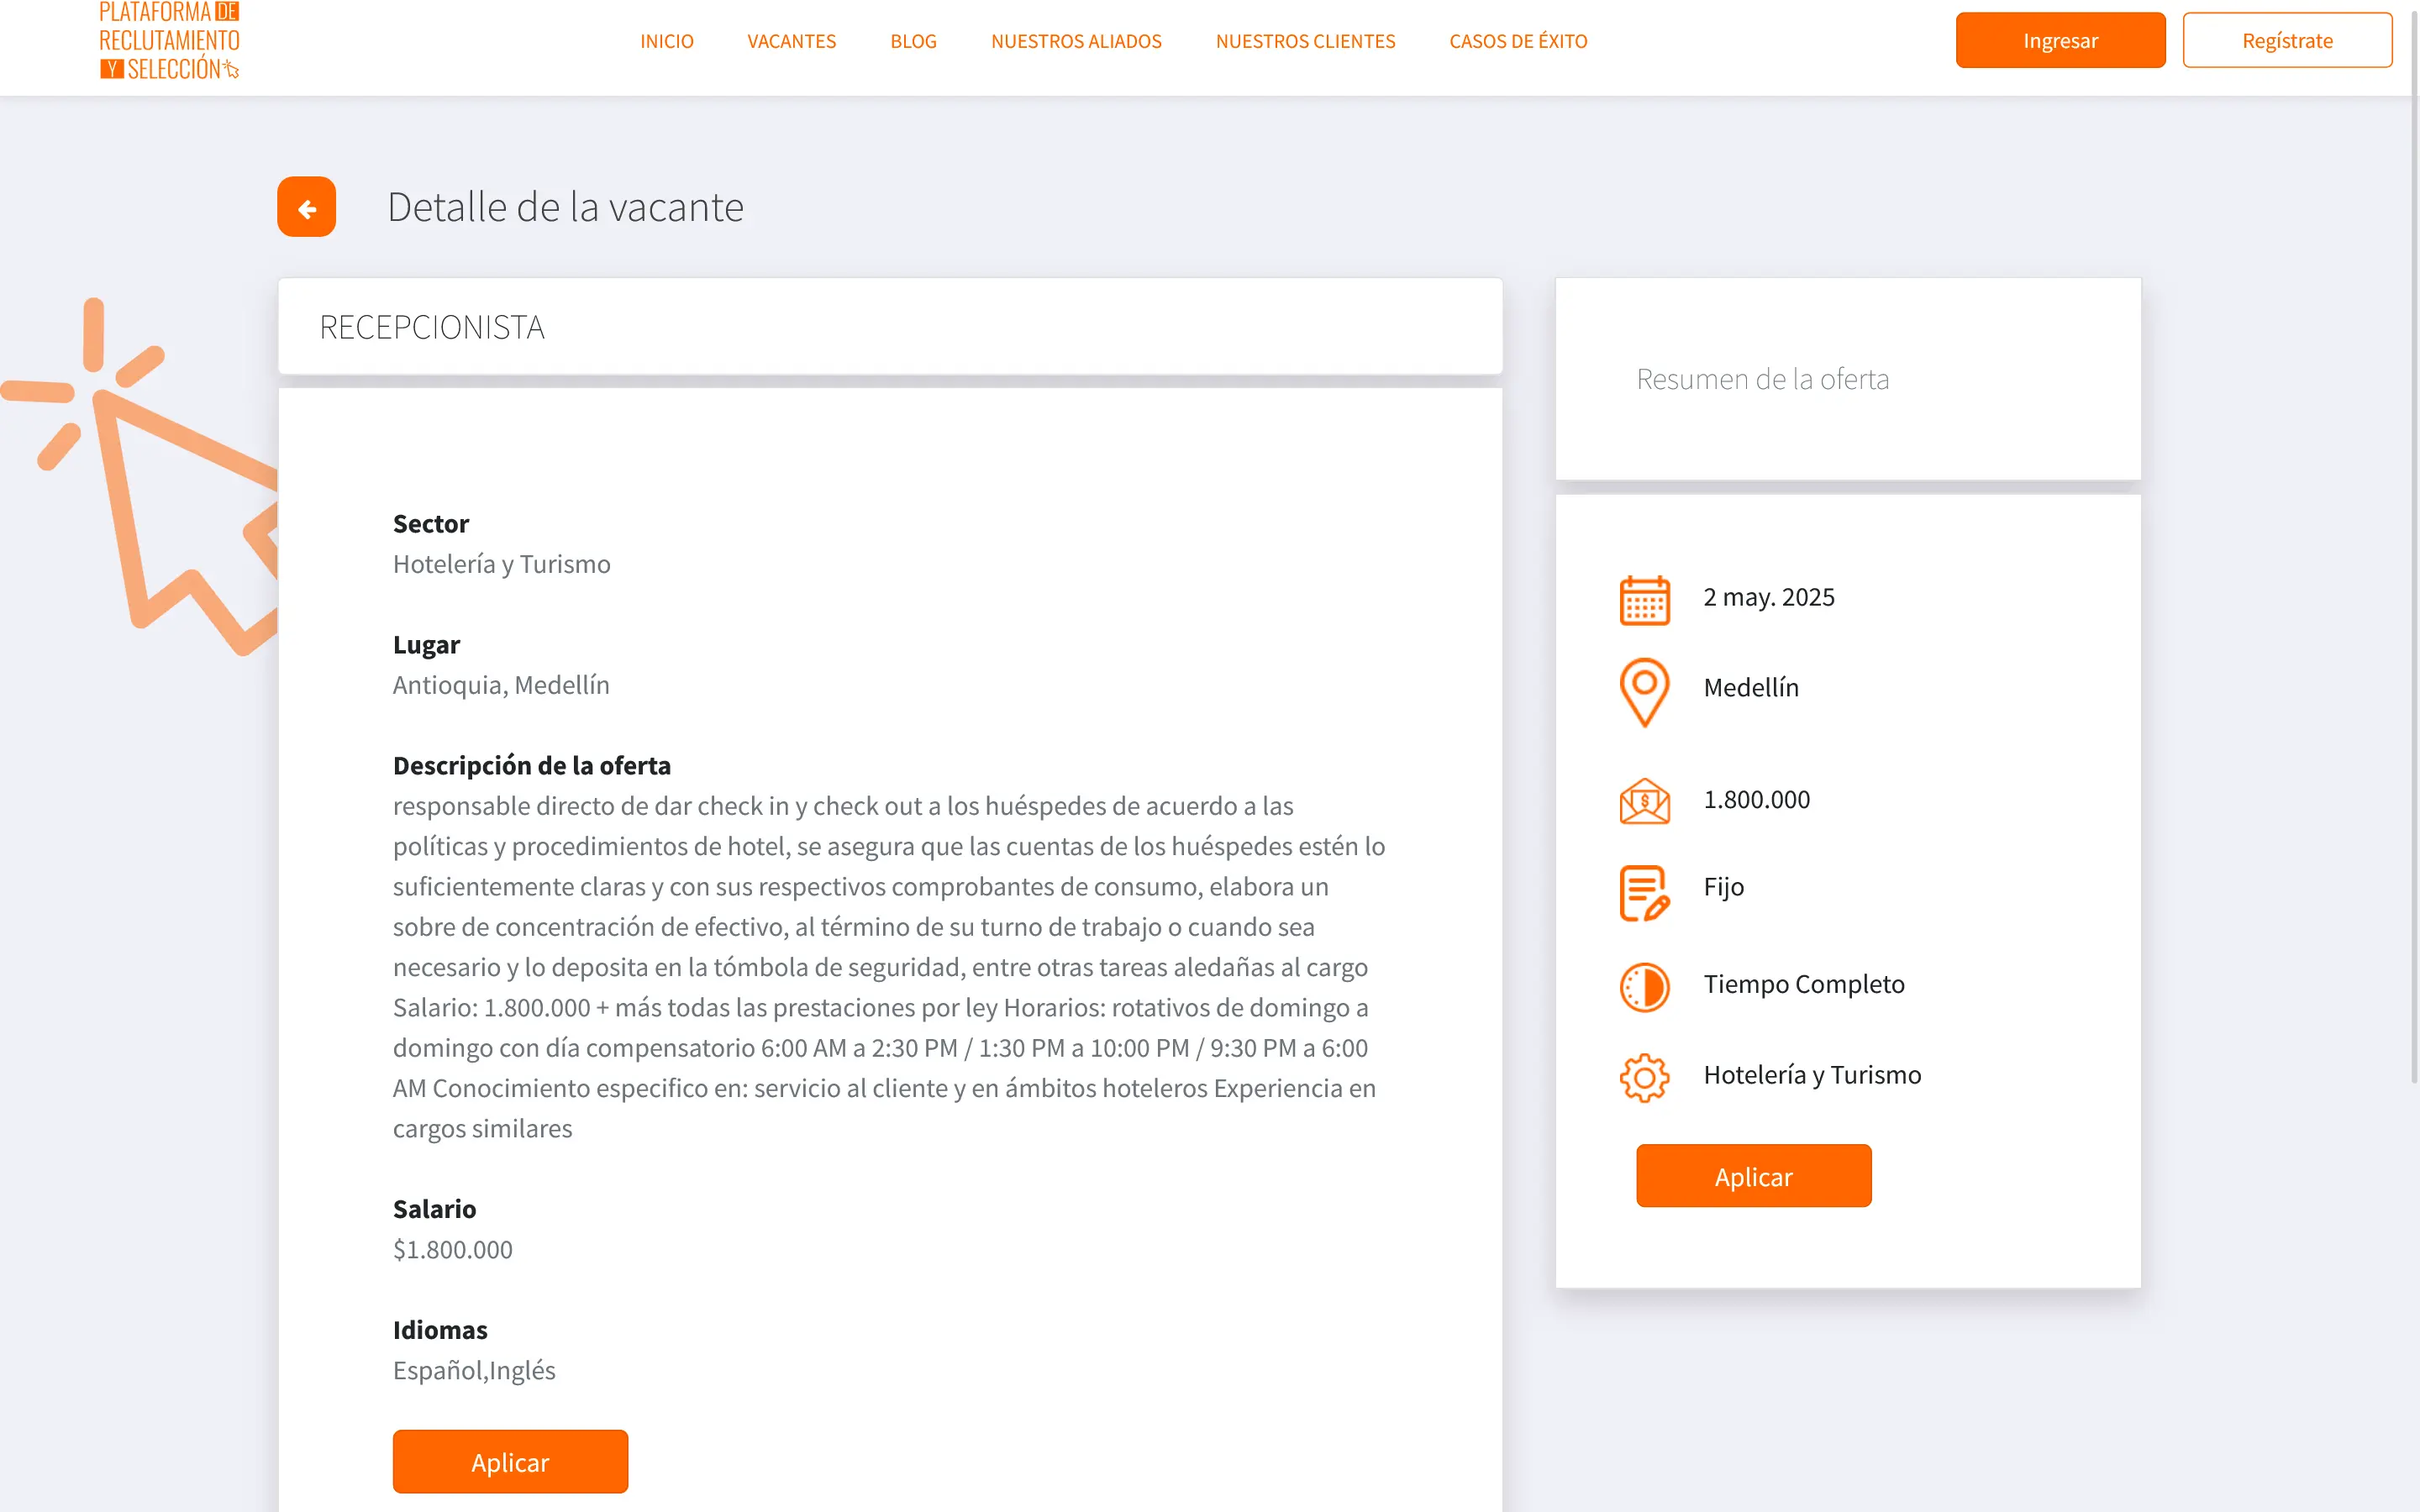 PLATAFORMA DE
RECLUTAMIENTO
Y SELECCIÓN
INICIO
VACANTES
BLOG
NUESTROS ALIADOS
NUESTROS CLIENTES
CASOS DE ÉXITO
Ingresar
Regístrate
Detalle de la vacante
RECEPCIONISTA
Sector
Hotelería y Turismo
Lugar
Antioquia, Medellín
Descripción de la oferta
responsable directo de dar check in y check out a los huéspedes de acuerdo a las
políticas y procedimientos de hotel, se asegura que las cuentas de los huéspedes estén lo
suficientemente claras y con sus respectivos comprobantes de consumo, elabora un
sobre de concentración de efectivo, al término de su turno de trabajo o cuando sea
necesario y lo deposita en la tómbola de seguridad, entre otras tareas aledañas al cargo
Salario: 1.800.000 + más todas las prestaciones por ley Horarios: rotativos de domingo a
domingo con día compensatorio 6:00 AM a 2:30 PM / 1:30 PM a 10:00 PM / 9:30 PM a 6:00
AM Conocimiento especifico en: servicio al cliente y en ámbitos hoteleros Experiencia en
cargos similares
Salario
$1.800.000
Idiomas
Español,Inglés
Aplicar
Resumen de la oferta
2 may. 2025
Medellín
$
1.800.000
Fijo
Tiempo Completo
Hotelería y Turismo
Aplicar